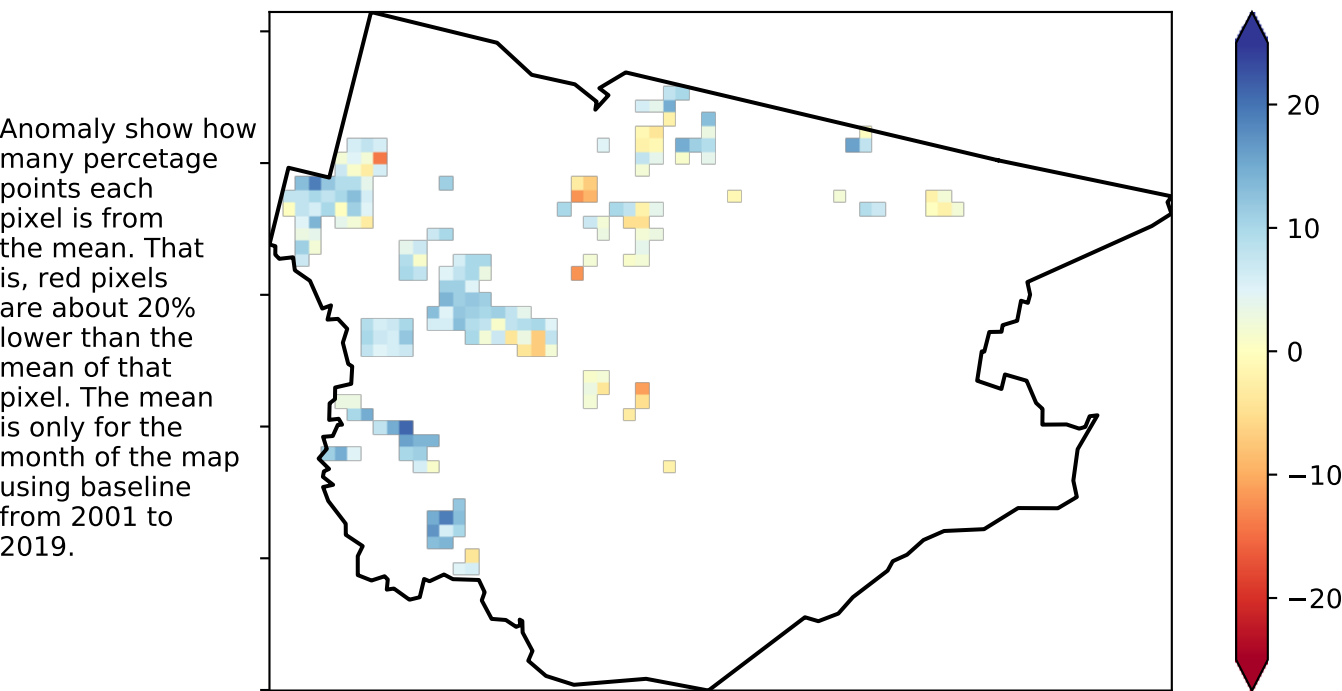 Anomaly show how
many percetage
points each
pixel is from
the mean. That
is, red pixels
are about 20%
lower than the
mean of that
pixel. The mean
is only for the
month of the map
using baseline
from 2001 to
2019.
20
10
0
−10
−20